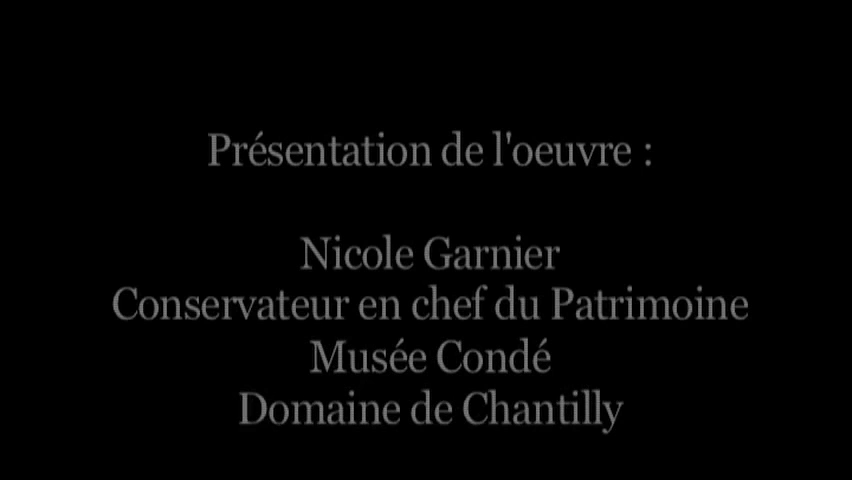 Présentation de l'oeuvre :
Nicole Garnier
Conservateur en chef du Patrimoine
Musée Condé
Domaine de Chantilly